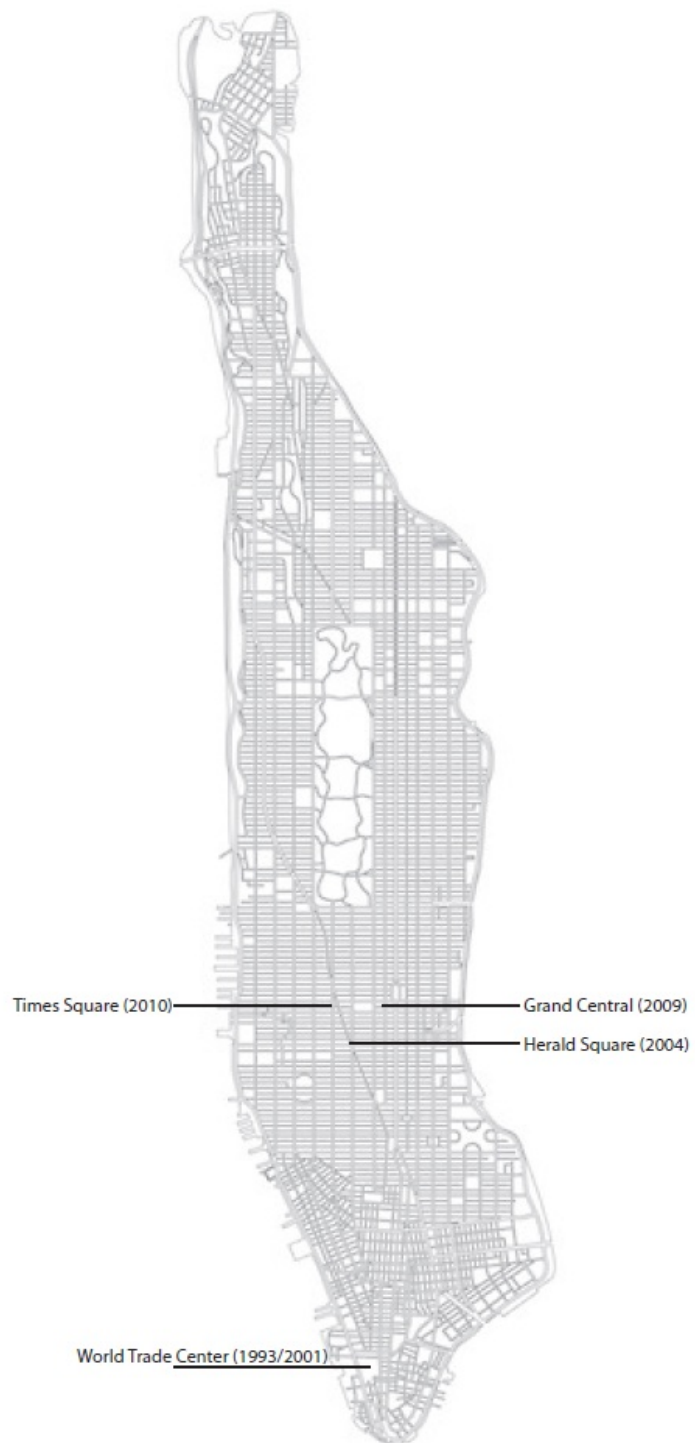 Times Square (2010)
Grand Central (2009)
Herald Square (2004)
World Trade Center (1993/2001)